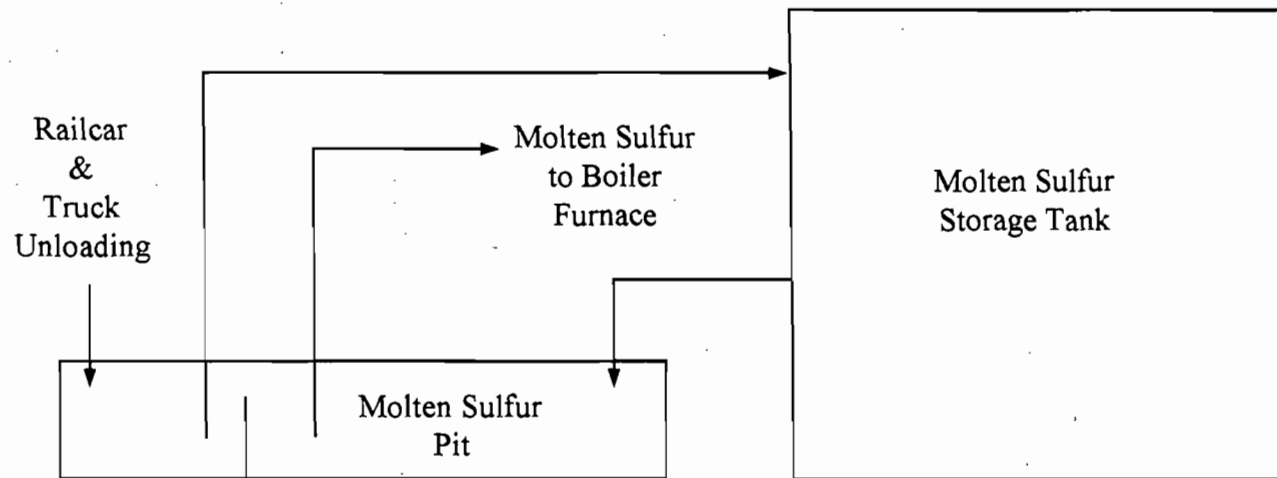 Railcar
&
Truck
Unloading
Molten Sulfur
to Boiler
Furnace
Molten Sulfur
Storage Tank
Molten Sulfur
Pit